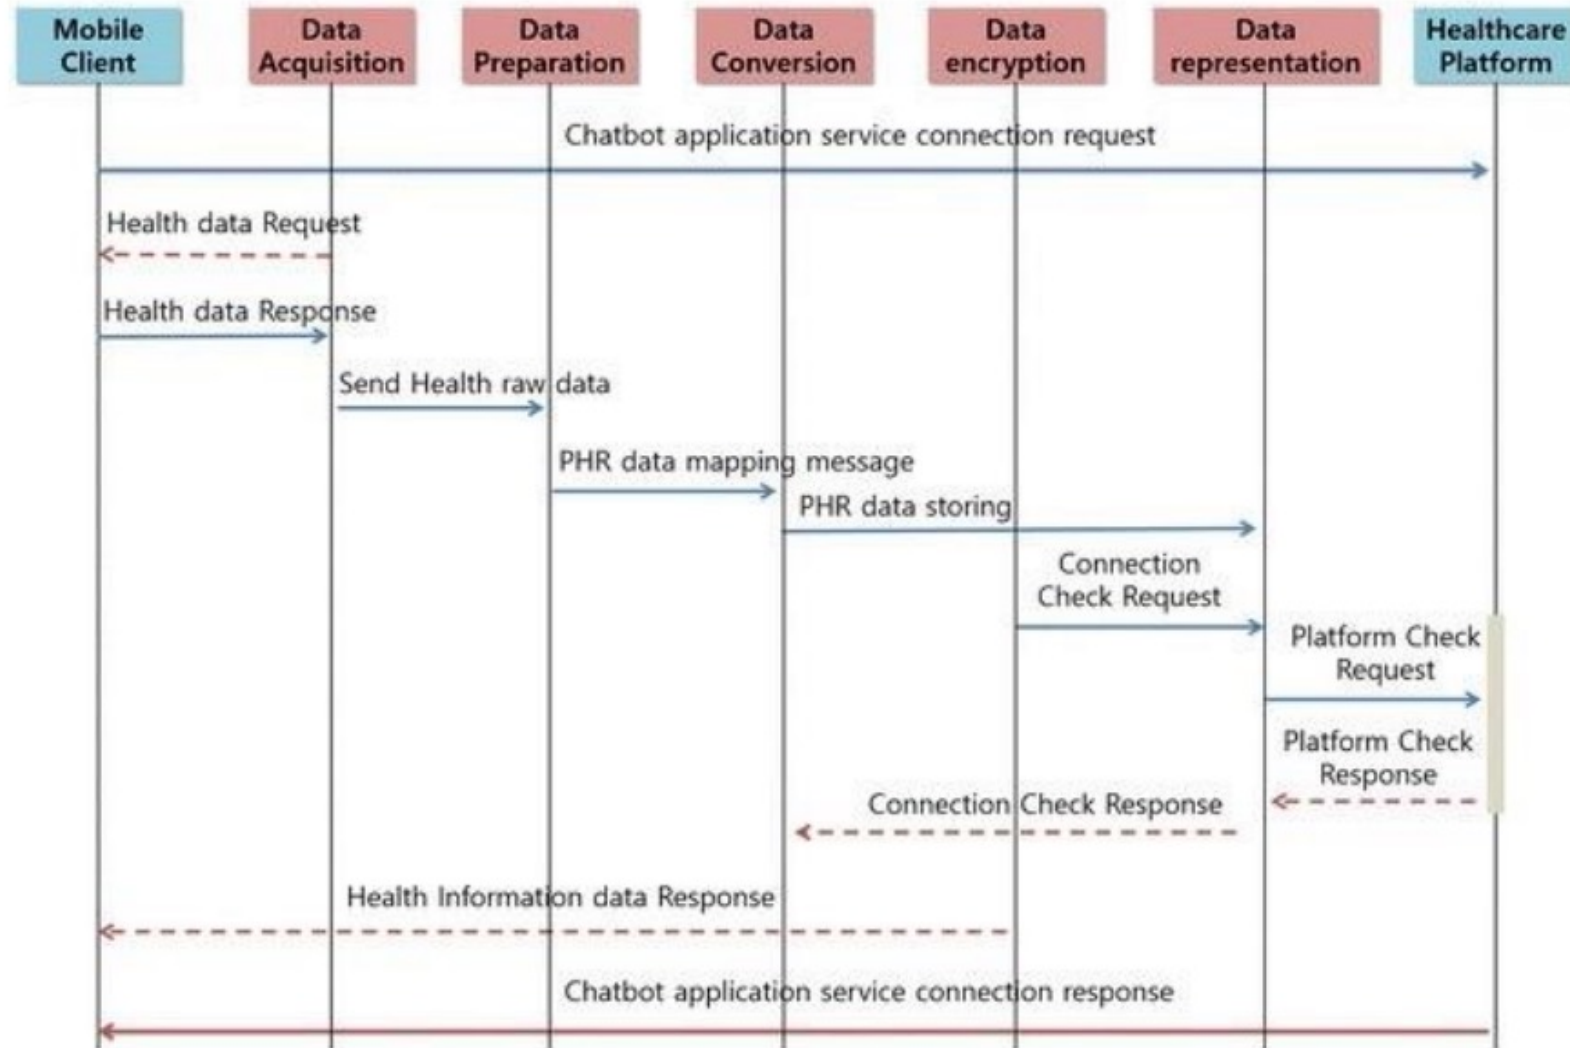 Mobile
Client
Data
Acquisition
Data
Preparation
Data
Conversion
Data
encryption
Data
representation
Healthcare
Platform
Chatbot application service connection request
Health data Request
Health data Response
Send Health raw data
PHR data mapping message
PHR data storing
Connection
Check Request
Platform Check
Request
Platform Check
Response
Connection Check Response
Health Information data Response
Chatbot application service connection response